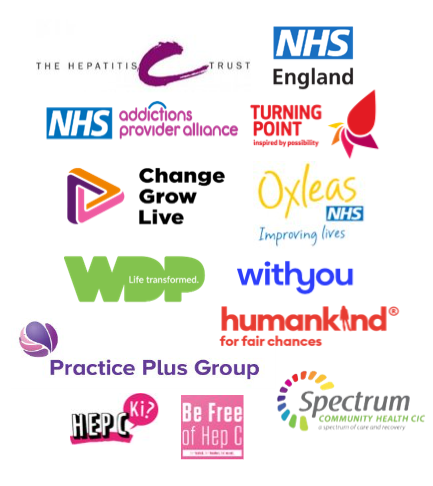 THE HEPATITIS C TRUST
NHS
England
NHS addictions
provider alliance
TURNING
POINT
inspired by possibility
Change
Grow
Live
Oxleas
NHS
Improving lives
WDP Life transformed.
withyou
humankind®
for fair chances
Practice Plus Group
HEP C Ki?
Be Free
of Hep C
Spectrum
COMMUNITY HEALTH CIC
a spectrum of care and recovery